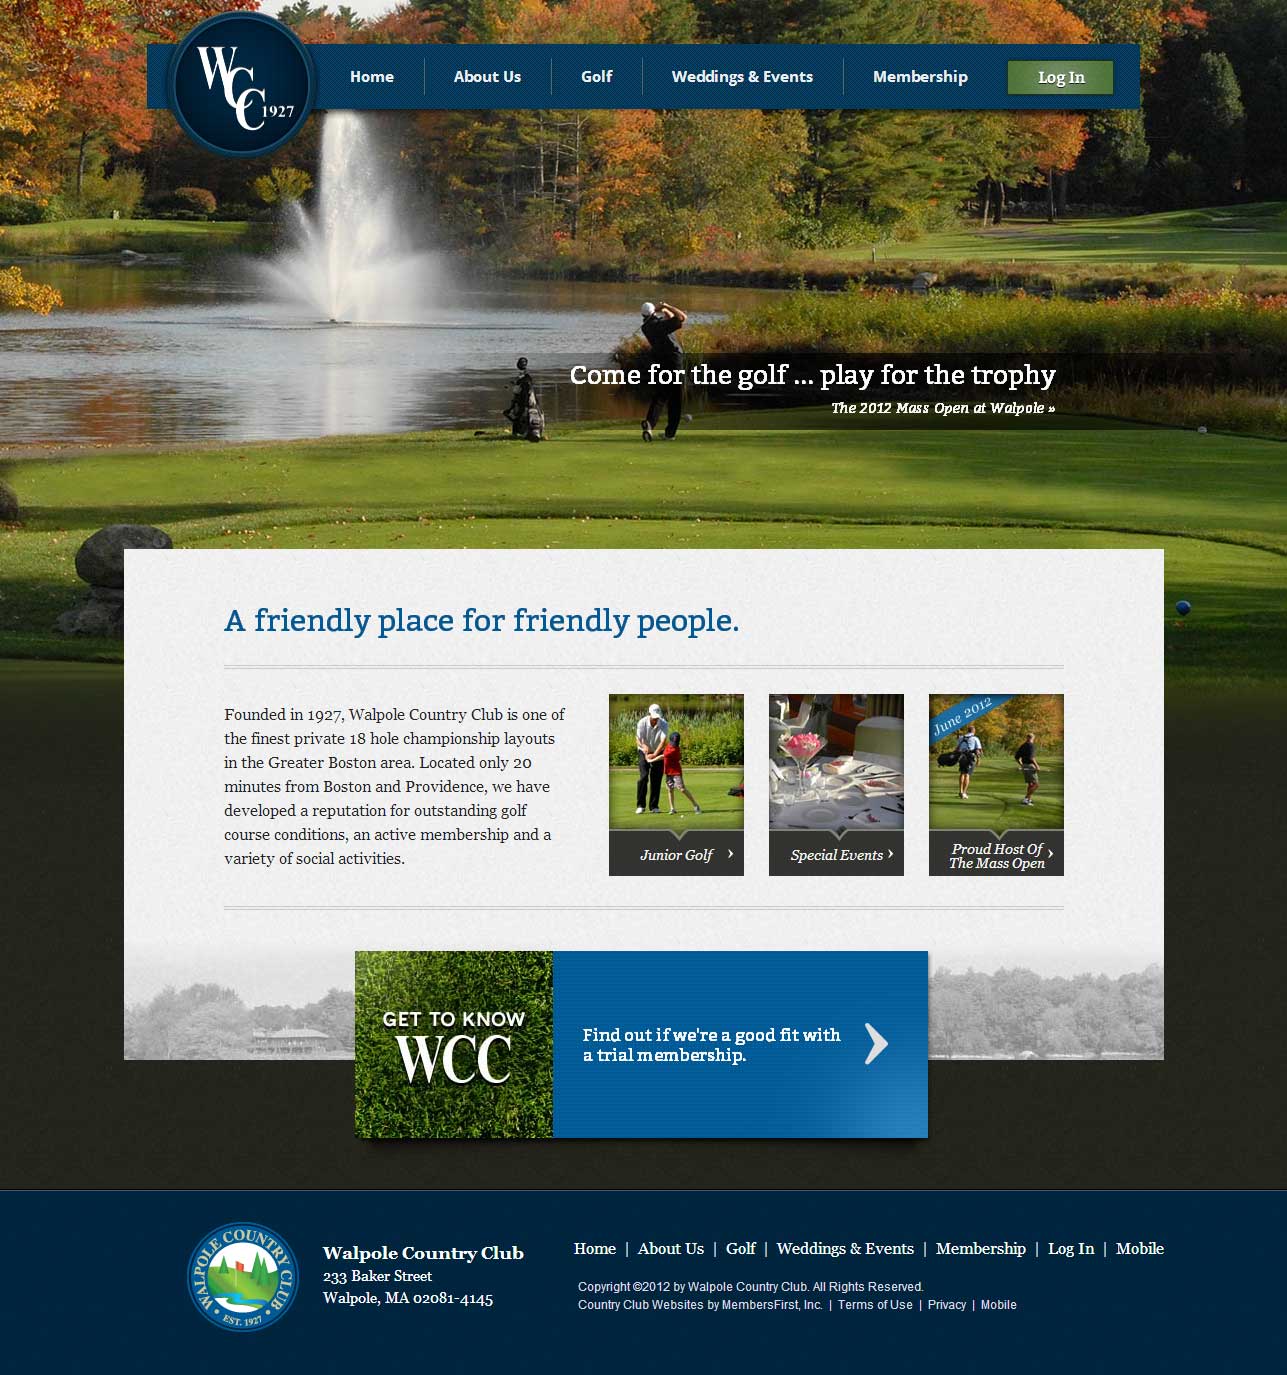 WCC 1927
Home
About Us
Golf
Weddings & Events
Membership
Log In
Come for the golf ... play for the trophy
The 2012 Mass Open at Walpole »
A friendly place for friendly people.
Founded in 1927, Walpole Country Club is one of
the finest private 18 hole championship layouts
in the Greater Boston area. Located only 20
minutes from Boston and Providence, we have
developed a reputation for outstanding golf
course conditions, an active membership and a
variety of social activities.
Junior Golf ›
Special Events ›
June 2012
Proud Host Of
The Mass Open ›
GET TO KNOW
WCC
Find out if we're a good fit with
a trial membership.
WALPOLE COUNTRY CLUB
• EST. 1927 •
Walpole Country Club
233 Baker Street
Walpole, MA 02081-4145
Home | About Us | Golf | Weddings & Events | Membership | Log In | Mobile
Copyright ©2012 by Walpole Country Club. All Rights Reserved.
Country Club Websites by MembersFirst, Inc. | Terms of Use | Privacy | Mobile